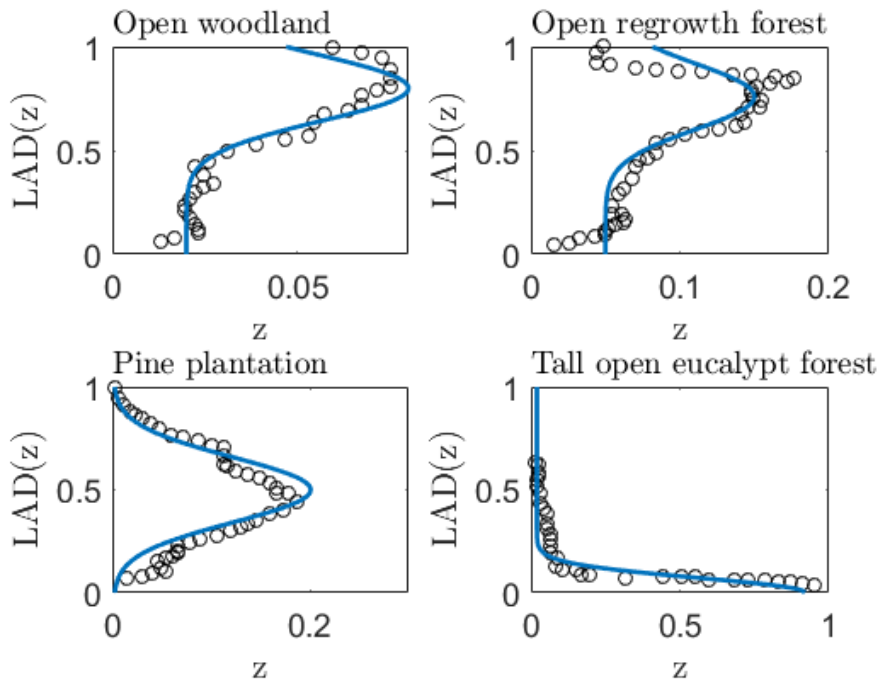 Open woodland
1
0.5
0
LAD(z)
0
0.05
z
Open regrowth forest
1
0.5
0
LAD(z)
0
0.1
0.2
z
Pine plantation
1
0.5
0
LAD(z)
0
0.2
z
Tall open eucalypt forest
1
0.5
0
LAD(z)
0
0.5
1
z